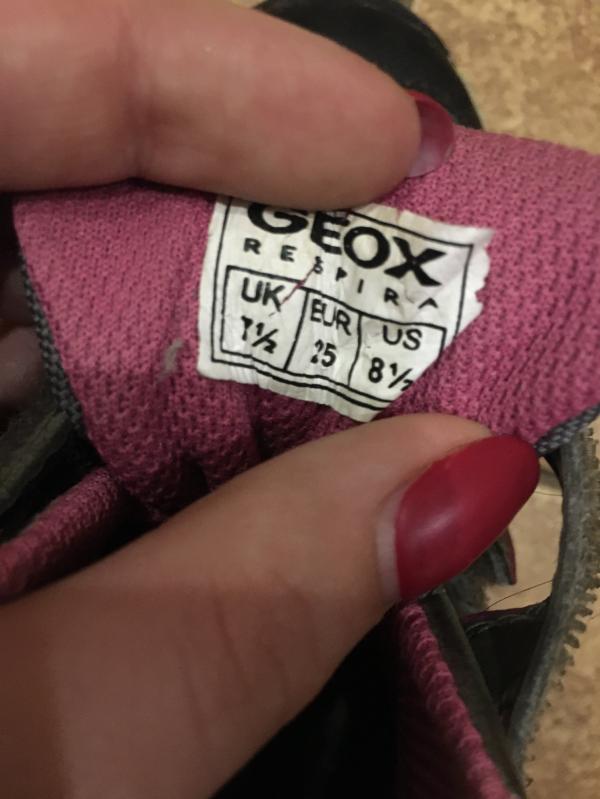 GEOX
RESPIRA
UK EUR US
7½ 25 8½